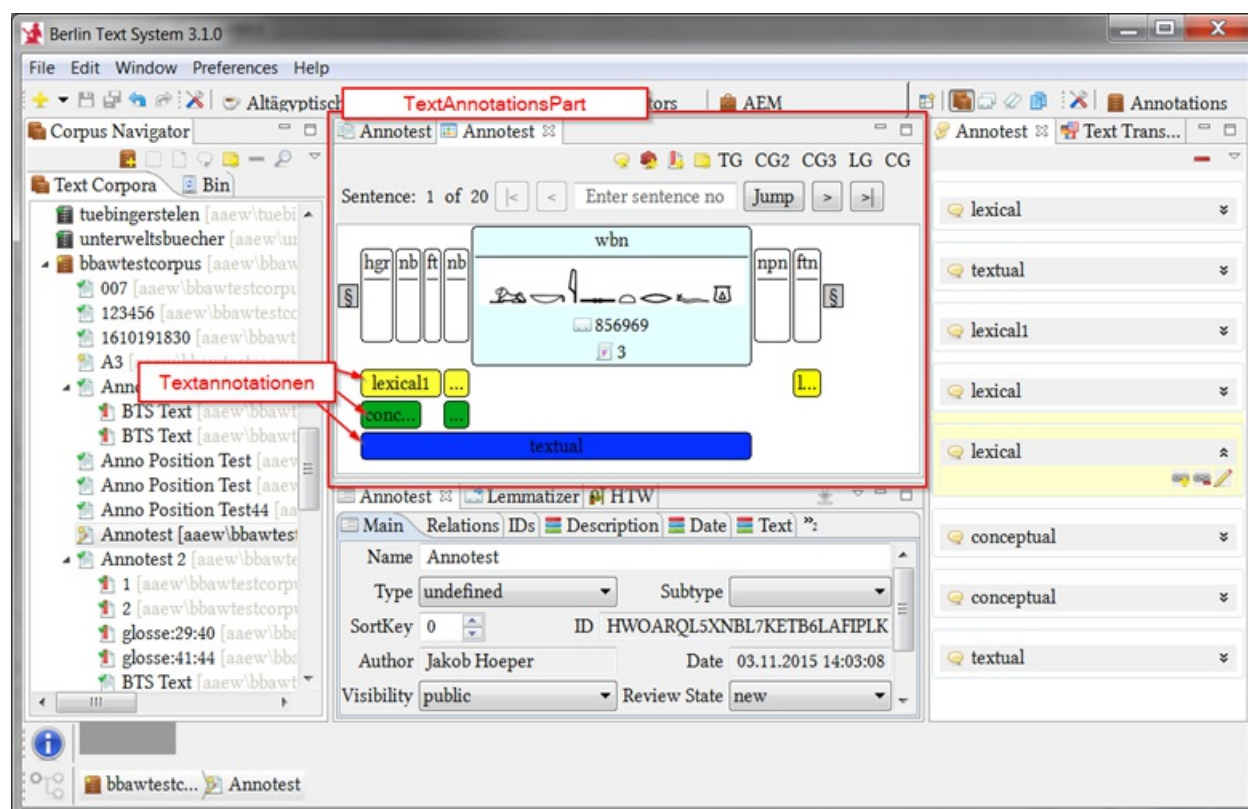 Berlin Text System 3.1.0
File Edit Window Preferences Help
Altägyptisch
tors
AEM
Annotations
TextAnnotationsPart
Corpus Navigator
Text Corpora Bin
tuebingerstelen [aaew\tuebi
unterweltsbuecher [aaew\un
bbawtestcorpus [aaew\bbaw
007 [aaew\bbawtestcorpu
123456 [aaew\bbawtestco
1610191830 [aaew\bbawt
A3
Anno
BTS Text [aaew\bbawt
BTS Text [aaew\bbawt
Anno Position Test [aaew
Anno Position Test [aaew
Anno Position Test44 [aa
Annotest [aaew\bbawtest
Annotest 2 [aaew\bbawte
1 [aaew\bbawtestcorpu
2 [aaew\bbawtestcorpu
glosse:29:40 [aaew\bba
glosse:41:44 [aaew\bba
BTS Text [aaew\bbawt
Textannotationen
Annotest Annotest
TG CG2 CG3 LG CG
Sentence: 1 of 20 |< < Enter sentence no Jump > >|
wbn
§ hgr nb ft nb npn ftn §
856969
3
lexical1 ... l...
conc... ...
textual
Annotest Lemmatizer HTW
Main Relations IDs Description Date Text »2
Name Annotest
Type undefined Subtype
SortKey 0 ID HWOARQL5XNBL7KETB6LAFIPLK
Author Jakob Hoeper Date 03.11.2015 14:03:08
Visibility public Review State new
Annotest Text Trans...
lexical
textual
lexical1
lexical
lexical
conceptual
conceptual
textual
bbawtestc... Annotest